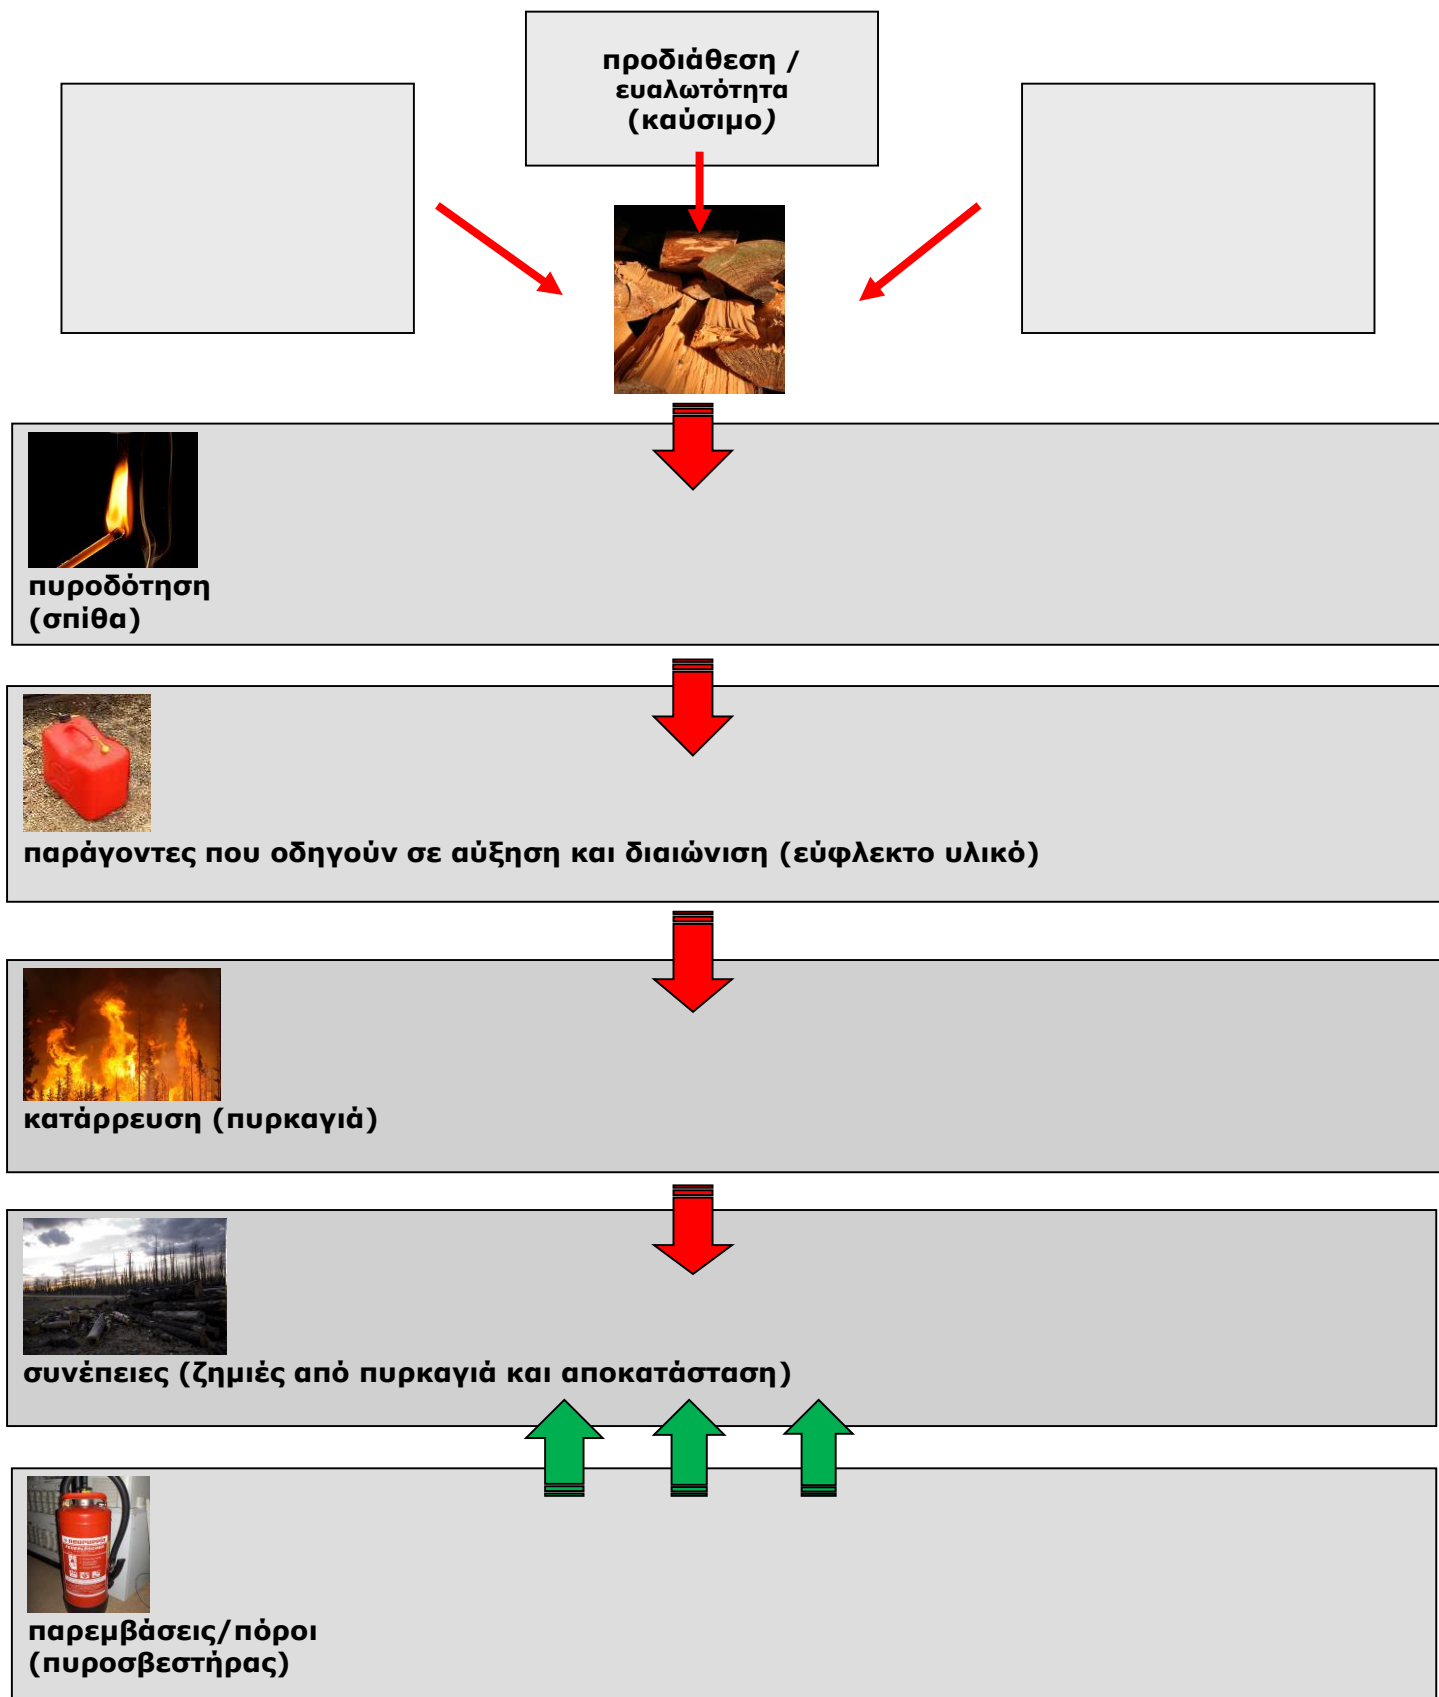 προδιάθεση /
ευαλωτότητα
(καύσιμο)
πυροδότηση
(σπίθα)
παράγοντες που οδηγούν σε αύξηση και διαιώνιση (εύφλεκτο υλικό)
κατάρρευση (πυρκαγιά)
συνέπειες (ζημιές από πυρκαγιά και αποκατάσταση)
παρεμβάσεις/πόροι
(πυροσβεστήρας)